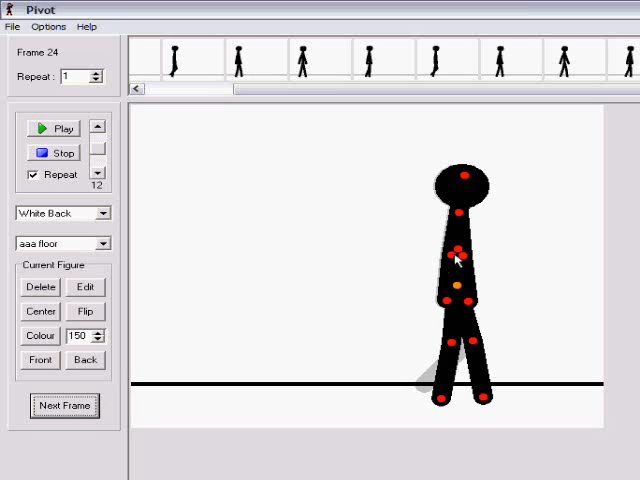 Pivot
File Options Help
Frame 24
Repeat : 1
Play
Stop
Repeat
12
White Back
aaa floor
Current Figure
Delete Edit
Center Flip
Colour 150
Front Back
Next Frame